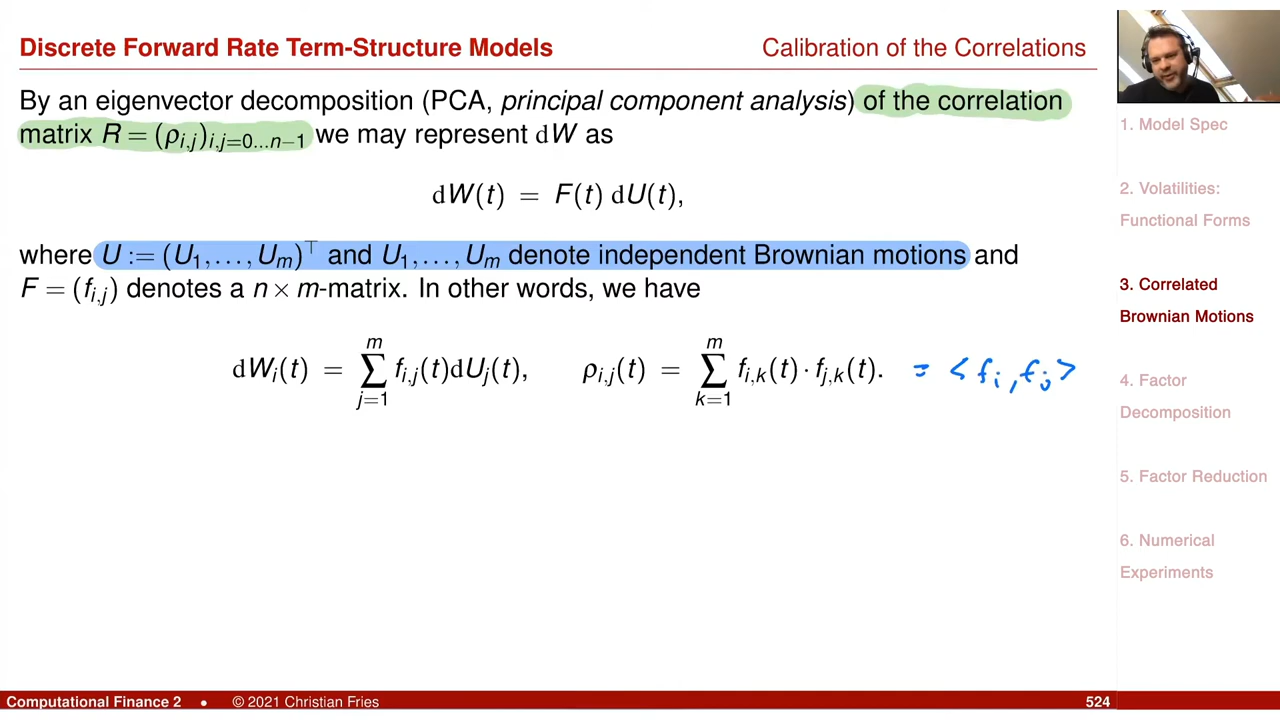 Discrete Forward Rate Term-Structure Models
Calibration of the Correlations
By an eigenvector decomposition (PCA, principal component analysis) of the correlation
matrix R = (ρi,j)i,j=0...n−1 we may represent dW as
dW(t) = F(t) dU(t),
where U := (U1, . . . , Um)⊤ and U1, . . . , Um denote independent Brownian motions and
F = (fi,j) denotes a n × m-matrix. In other words, we have
dWi(t) = ∑_{j=1}^{m} fi,j(t)dUj(t), ρi,j(t) = ∑_{k=1}^{m} fi,k(t) · fj,k(t). = < fi , fj >
1. Model Spec
2. Volatilities:
Functional Forms
3. Correlated
Brownian Motions
4. Factor
Decomposition
5. Factor Reduction
6. Numerical
Experiments
Computational Finance 2 • © 2021 Christian Fries 524